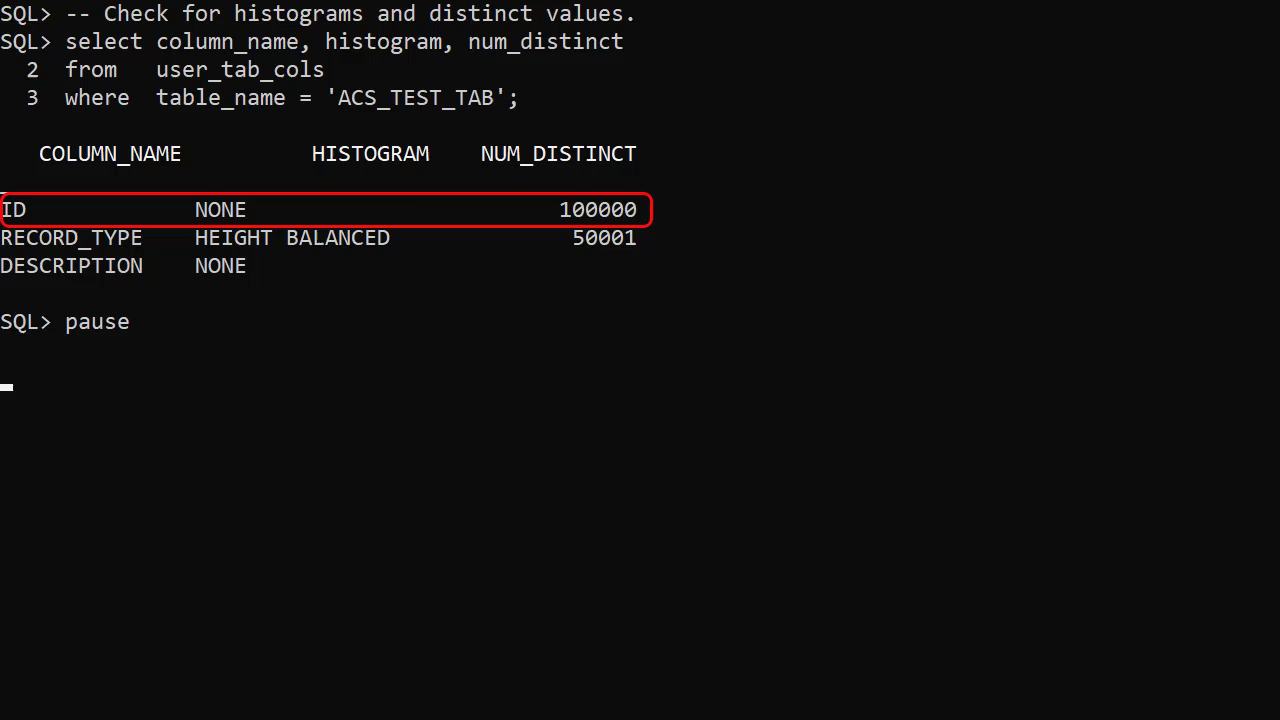 SQL> -- Check for histograms and distinct values.
SQL> select column_name, histogram, num_distinct
  2  from   user_tab_cols
  3  where  table_name = 'ACS_TEST_TAB';
COLUMN_NAME          HISTOGRAM    NUM_DISTINCT
ID             NONE                        100000
RECORD_TYPE    HEIGHT BALANCED              50001
DESCRIPTION    NONE
SQL> pause